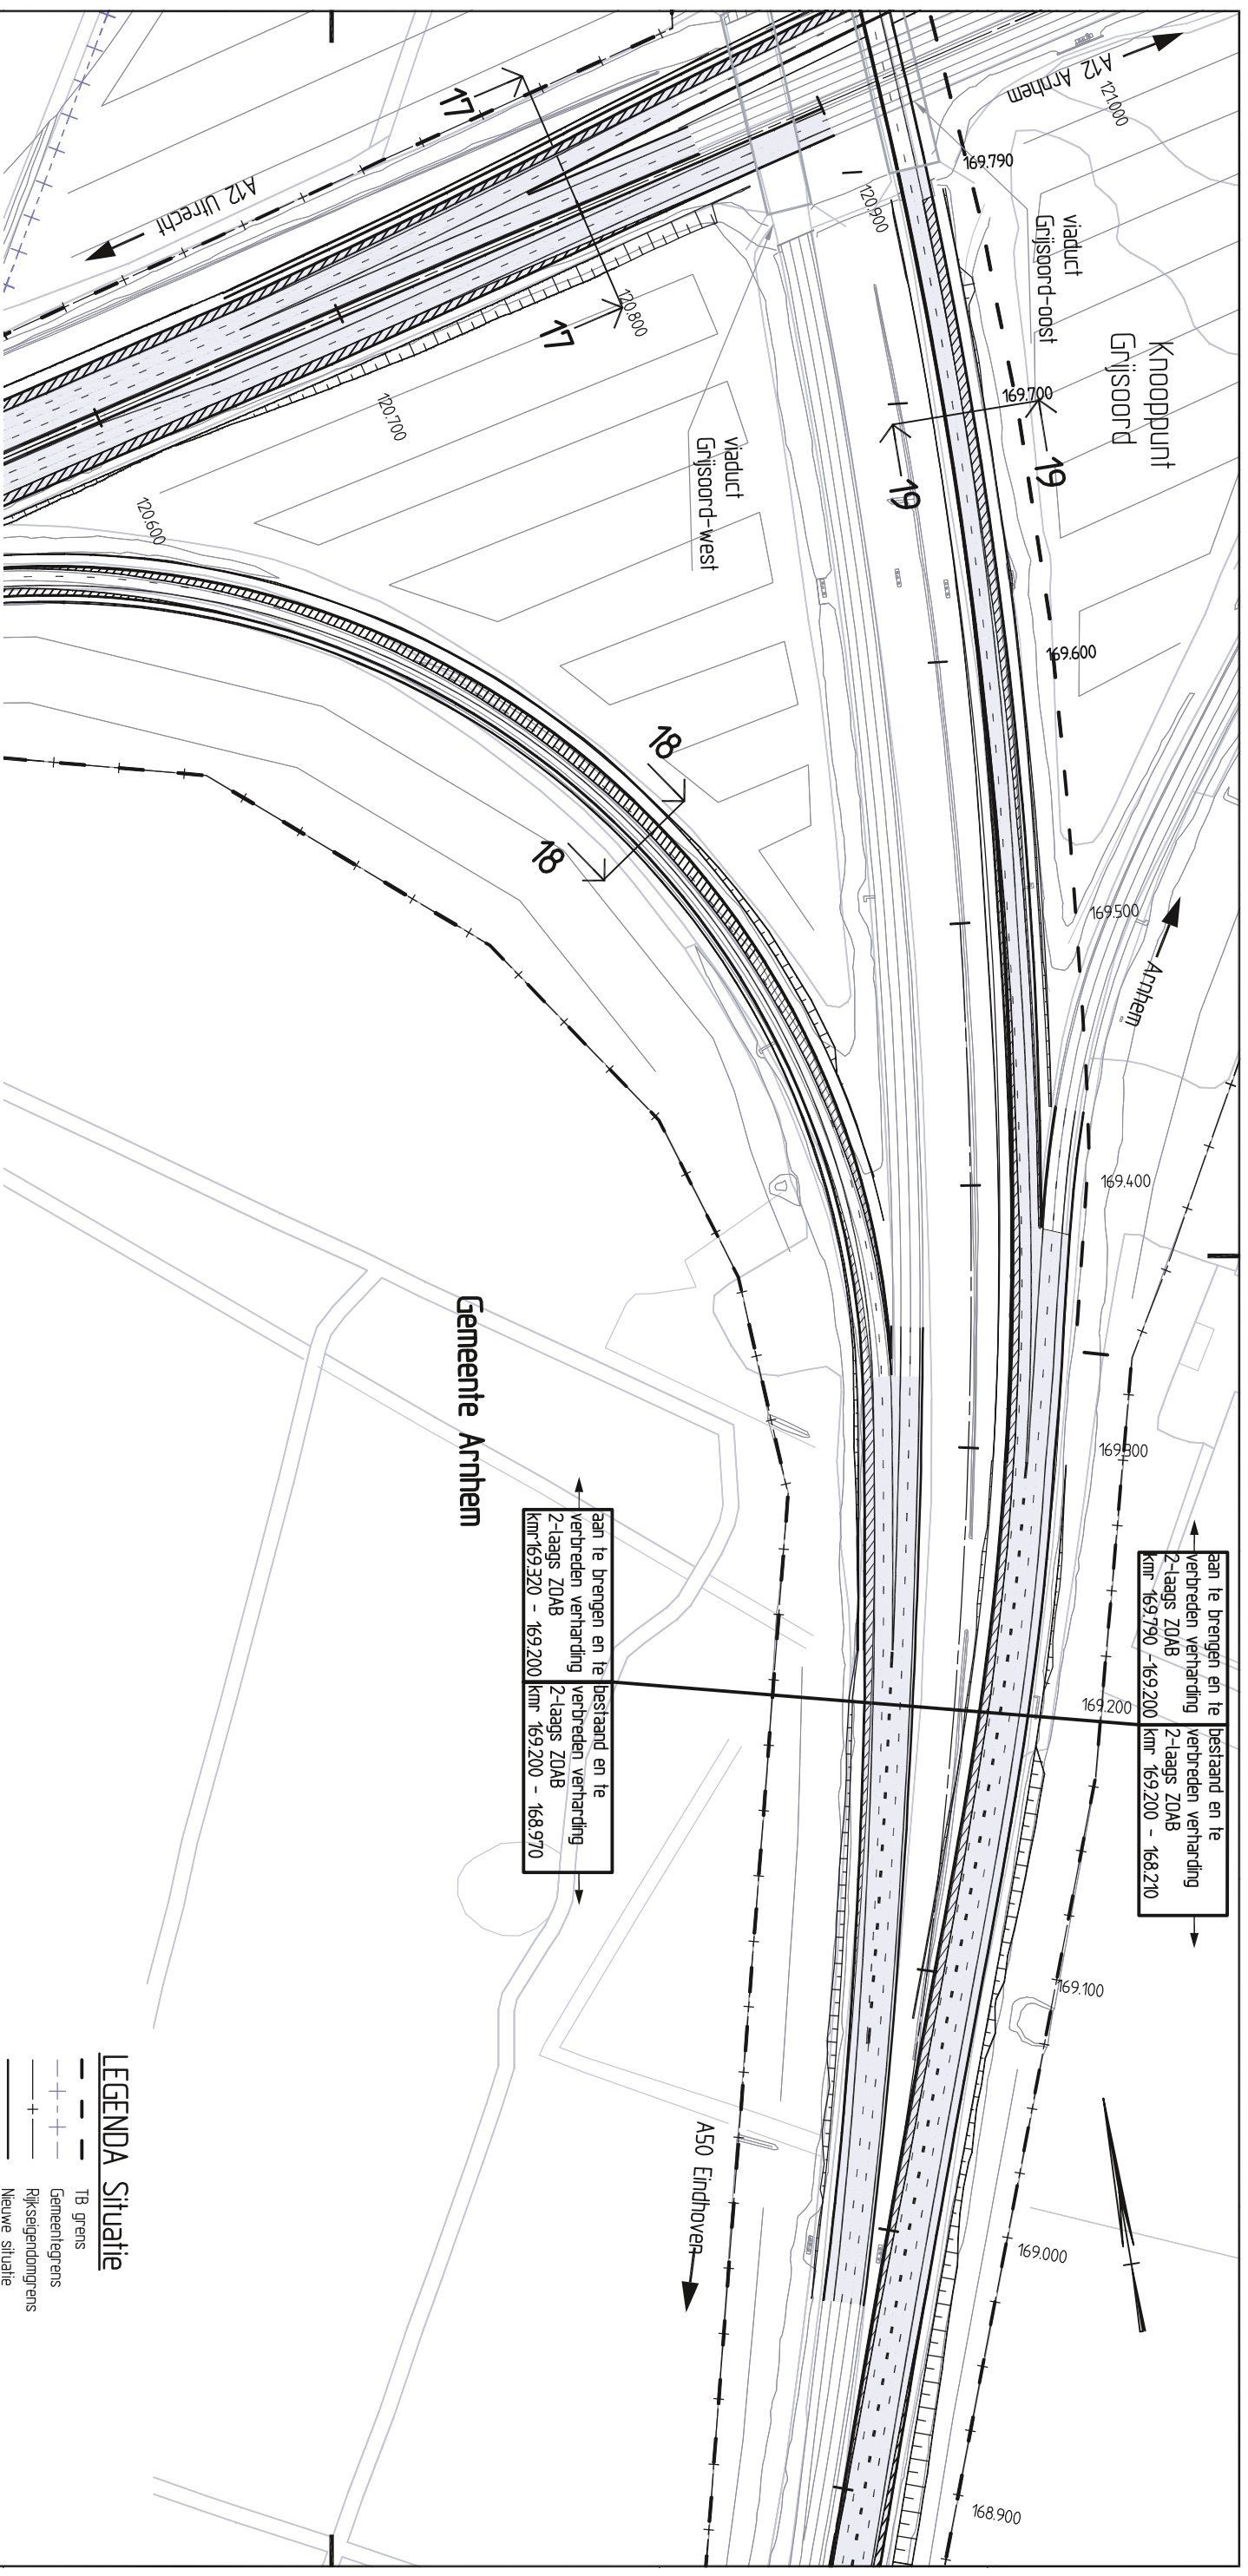 A12 Arnhem
121.000
17
A12 Utrecht
169.790
120.900
viaduct
Grijsoord-oost
17
120.800
Knooppunt
Grijsoord
169.700
120.700
viaduct
Grijsoord-west
19
19
120.600
169.600
18
18
169.500
Arnhem
169.400
Gemeente Arnhem
169.300
aan te brengen en te
verbreden verharding
2-laags ZOAB
kmr169.320 - 169.200
bestaand en te
verbreden verharding
2-laags ZOAB
kmr 169.200 - 168.970
aan te brengen en te
verbreden verharding
2-laags ZOAB
kmr 169.790 -169.200
bestaand en te
verbreden verharding
2-laags ZOAB
kmr 169.200 - 168.210
169.200
169.100
A50 Eindhoven
169.000
168.900
LEGENDA Situatie
TB grens
Gemeentegrens
Rijkseigendomgrens
Nieuwe situatie